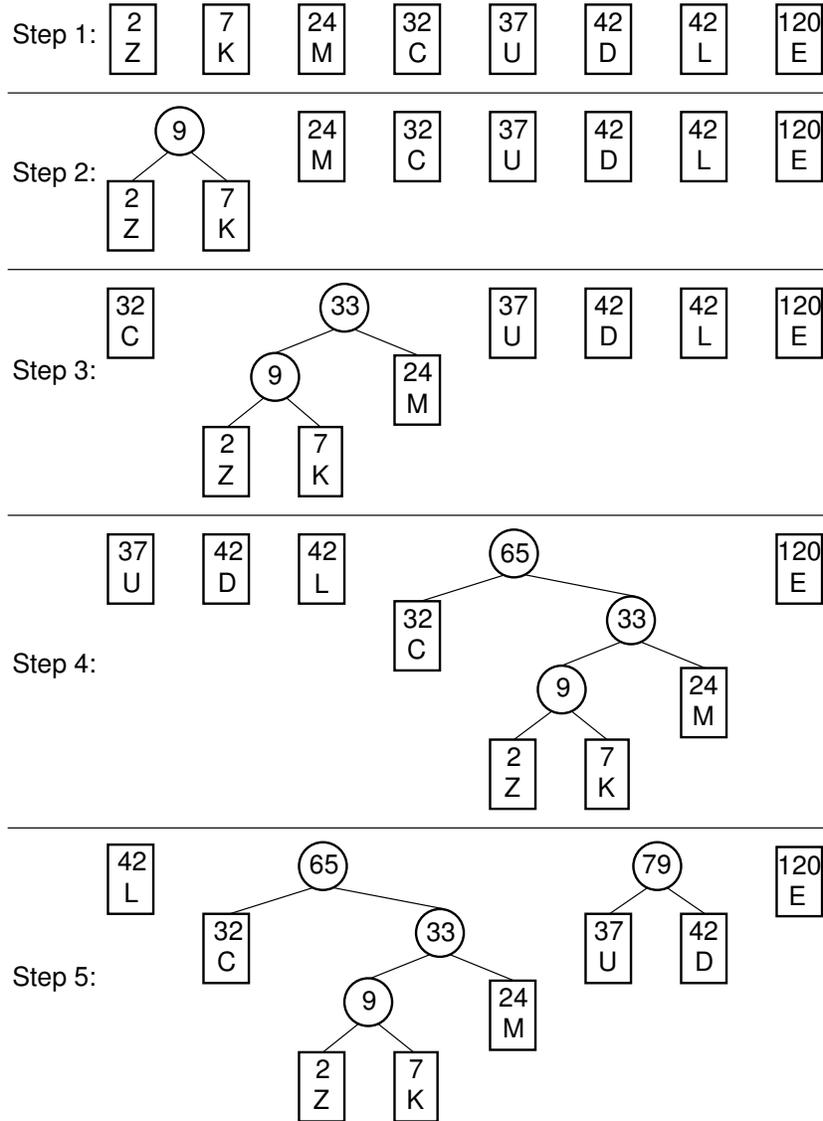 Step 1: 2 7 24 32 37 42 42 120
Z K M C U D L E
Step 2: 9 24 32 37 42 42 120
M C U D L E
2 7
Z K
Step 3: 32 33 37 42 42 120
C U D L E
9 24
M
2 7
Z K
Step 4: 37 42 42 65 120
U D L E
32 33
C
9 24
M
2 7
Z K
Step 5: 42 65 79 120
L E
32 33 37 42
C U D
9 24
M
2 7
Z K